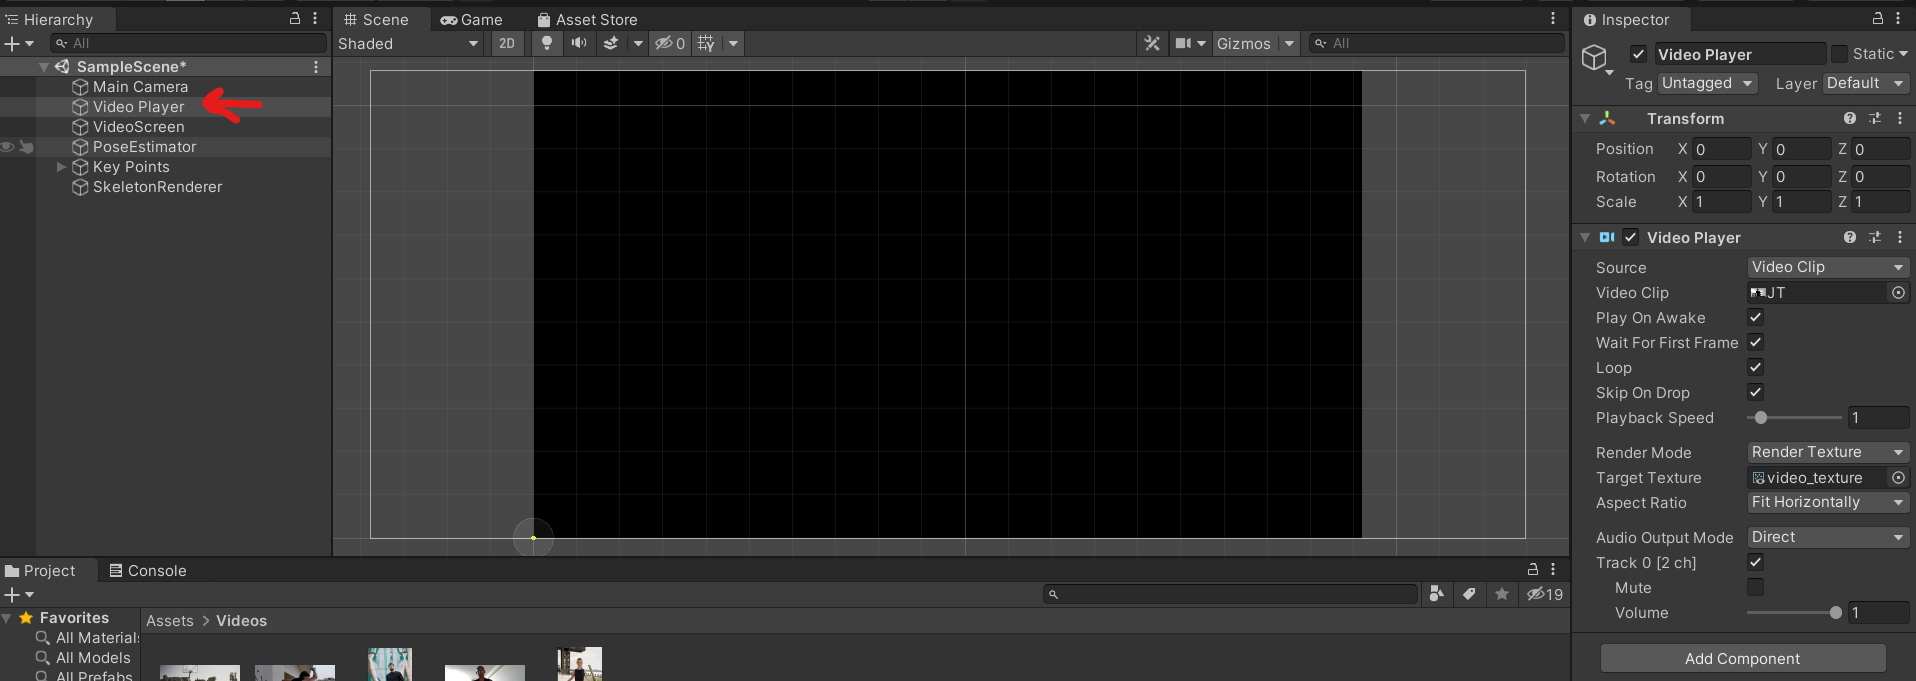 Hierarchy
All
SampleScene*
Main Camera
Video Player
VideoScreen
PoseEstimator
Key Points
SkeletonRenderer
Scene Game Asset Store
Shaded 2D 0 Gizmos All
Inspector
Video Player Static
Tag Untagged Layer Default
Transform
Position X 0 Y 0 Z 0
Rotation X 0 Y 0 Z 0
Scale X 1 Y 1 Z 1
Video Player
Source Video Clip
Video Clip JT
Play On Awake
Wait For First Frame
Loop
Skip On Drop
Playback Speed 1
Render Mode Render Texture
Target Texture video_texture
Aspect Ratio Fit Horizontally
Audio Output Mode Direct
Track 0 [2 ch]
Mute
Volume 1
Add Component
Project Console
19
Favorites
All Materials
All Models
All Prefabs
Assets > Videos